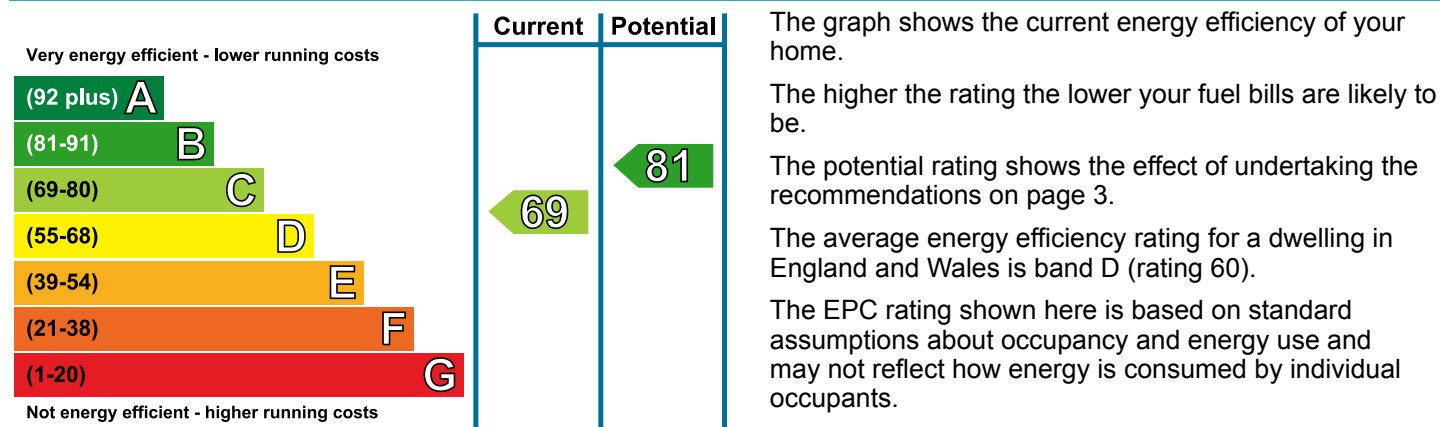 Current Potential
Very energy efficient - lower running costs
(92 plus) A
(81-91) B
(69-80) C
(55-68) D
(39-54) E
(21-38) F
(1-20) G
Not energy efficient - higher running costs
69
81
The graph shows the current energy efficiency of your
home.
The higher the rating the lower your fuel bills are likely to
be.
The potential rating shows the effect of undertaking the
recommendations on page 3.
The average energy efficiency rating for a dwelling in
England and Wales is band D (rating 60).
The EPC rating shown here is based on standard
assumptions about occupancy and energy use and
may not reflect how energy is consumed by individual
occupants.